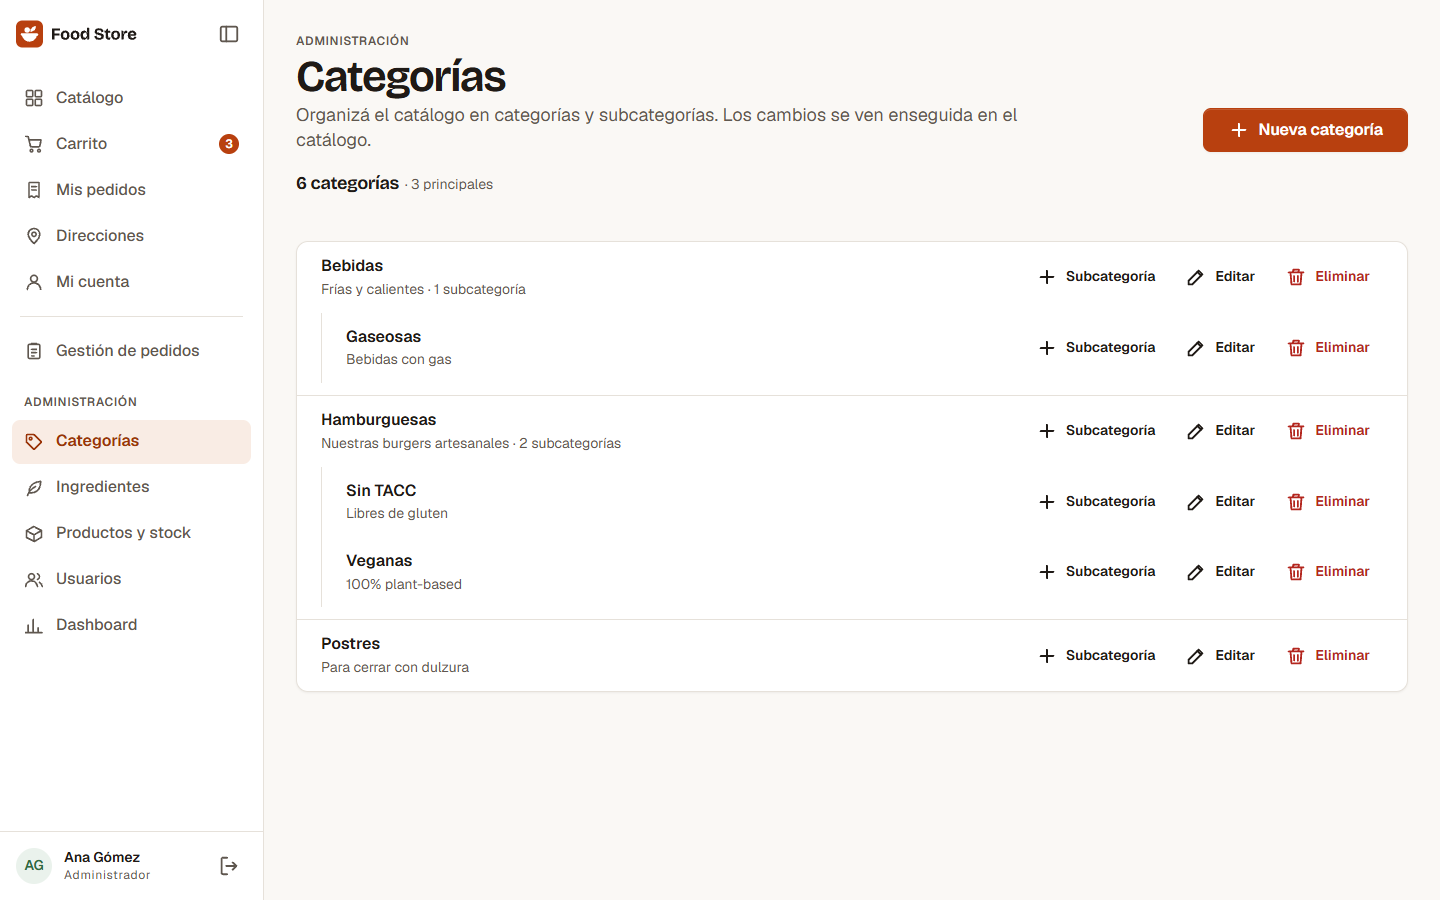 Food Store
Catálogo
Carrito
3
Mis pedidos
Direcciones
Mi cuenta
Gestión de pedidos
ADMINISTRACIÓN
Categorías
Ingredientes
Productos y stock
Usuarios
Dashboard
AG
Ana Gómez
Administrador
ADMINISTRACIÓN
Categorías
Organizá el catálogo en categorías y subcategorías. Los cambios se ven enseguida en el
catálogo.
Nueva categoría
6 categorías · 3 principales
Bebidas
Frías y calientes · 1 subcategoría
Subcategoría Editar Eliminar
Gaseosas
Bebidas con gas
Subcategoría Editar Eliminar
Hamburguesas
Nuestras burgers artesanales · 2 subcategorías
Subcategoría Editar Eliminar
Sin TACC
Libres de gluten
Subcategoría Editar Eliminar
Veganas
100% plant-based
Subcategoría Editar Eliminar
Postres
Para cerrar con dulzura
Subcategoría Editar Eliminar